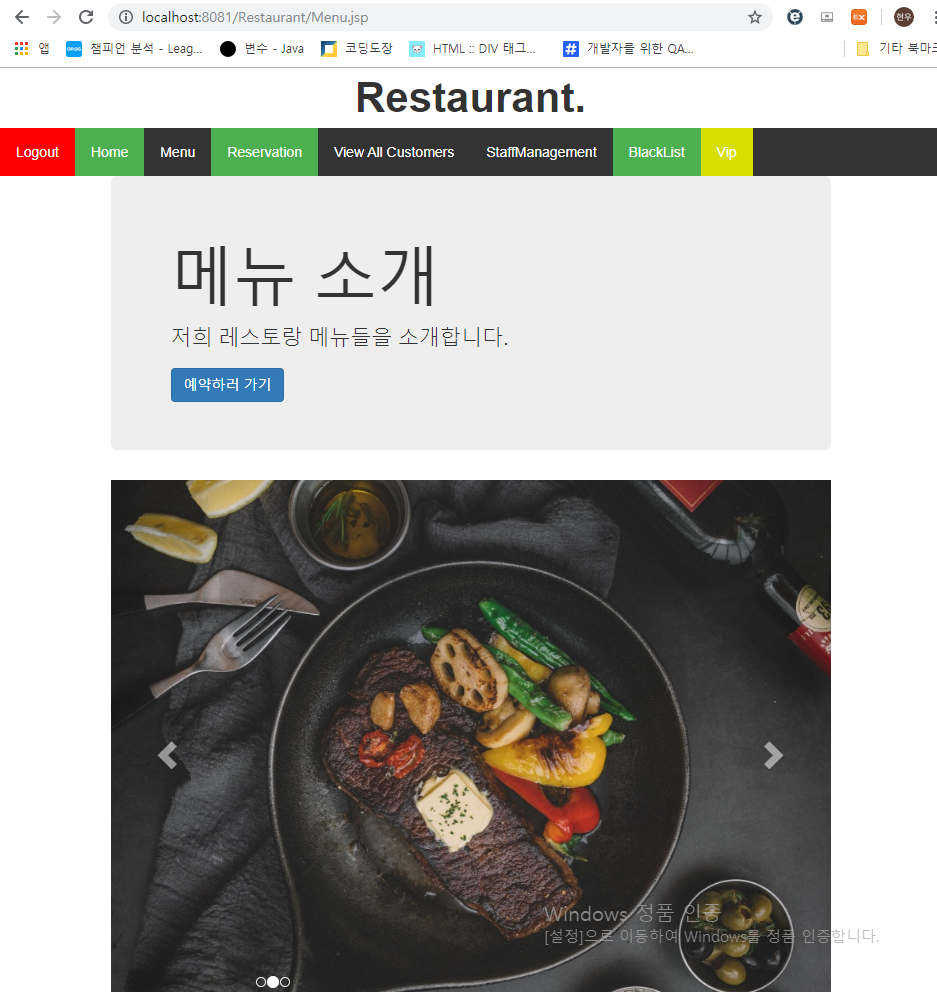 localhost:8081/Restaurant/Menu.jsp
현우
앱 OP.GG 챔피언 분석 - Leag... 변수 - Java 코딩도장 HTML :: DIV 태그... 개발자를 위한 QA... 기타 북마크
Restaurant.
Logout Home Menu Reservation View All Customers StaffManagement BlackList Vip
메뉴 소개
저희 레스토랑 메뉴들을 소개합니다.
예약하러 가기
Windows 정품 인증
[설정]으로 이동하여 Windows를 정품 인증합니다.